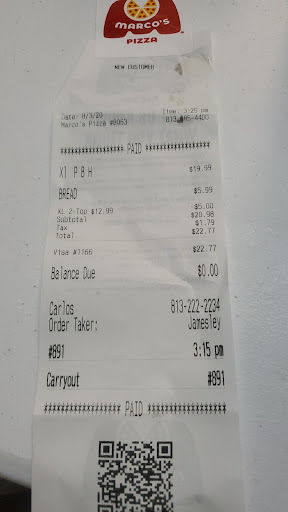 MARCO'S
PIZZA
NEW CUSTOMER
Date: 8/3/20 Time: 3:25 pm
Marco's Pizza #8063
******************* PAID *******************
Xl P B H $19.99
BREAD $5.99
XL 2-Top $12.99 -$5.00
Subtotal $20.98
Tax $1.79
Total $22.77
Visa #1166 $22.77
Balance Due $0.00
Carlos 813-222-2234
Order Taker: Jamesley
#891 3:15 pm
Carryout #891
******************* PAID *******************